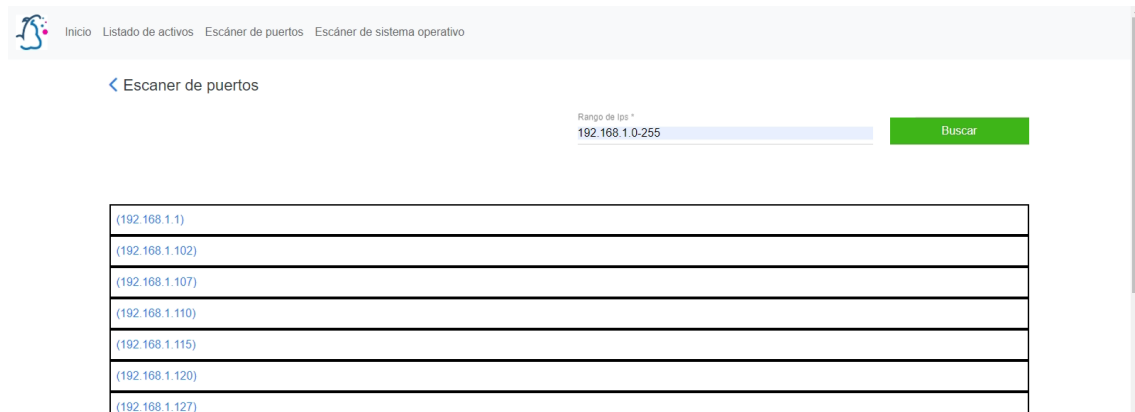 Inicio Listado de activos Escáner de puertos Escáner de sistema operativo
Escaner de puertos
Rango de Ips *
192.168.1.0-255
Buscar
(192.168.1.1)
(192.168.1.102)
(192.168.1.107)
(192.168.1.110)
(192.168.1.115)
(192.168.1.120)
(192.168.1.127)